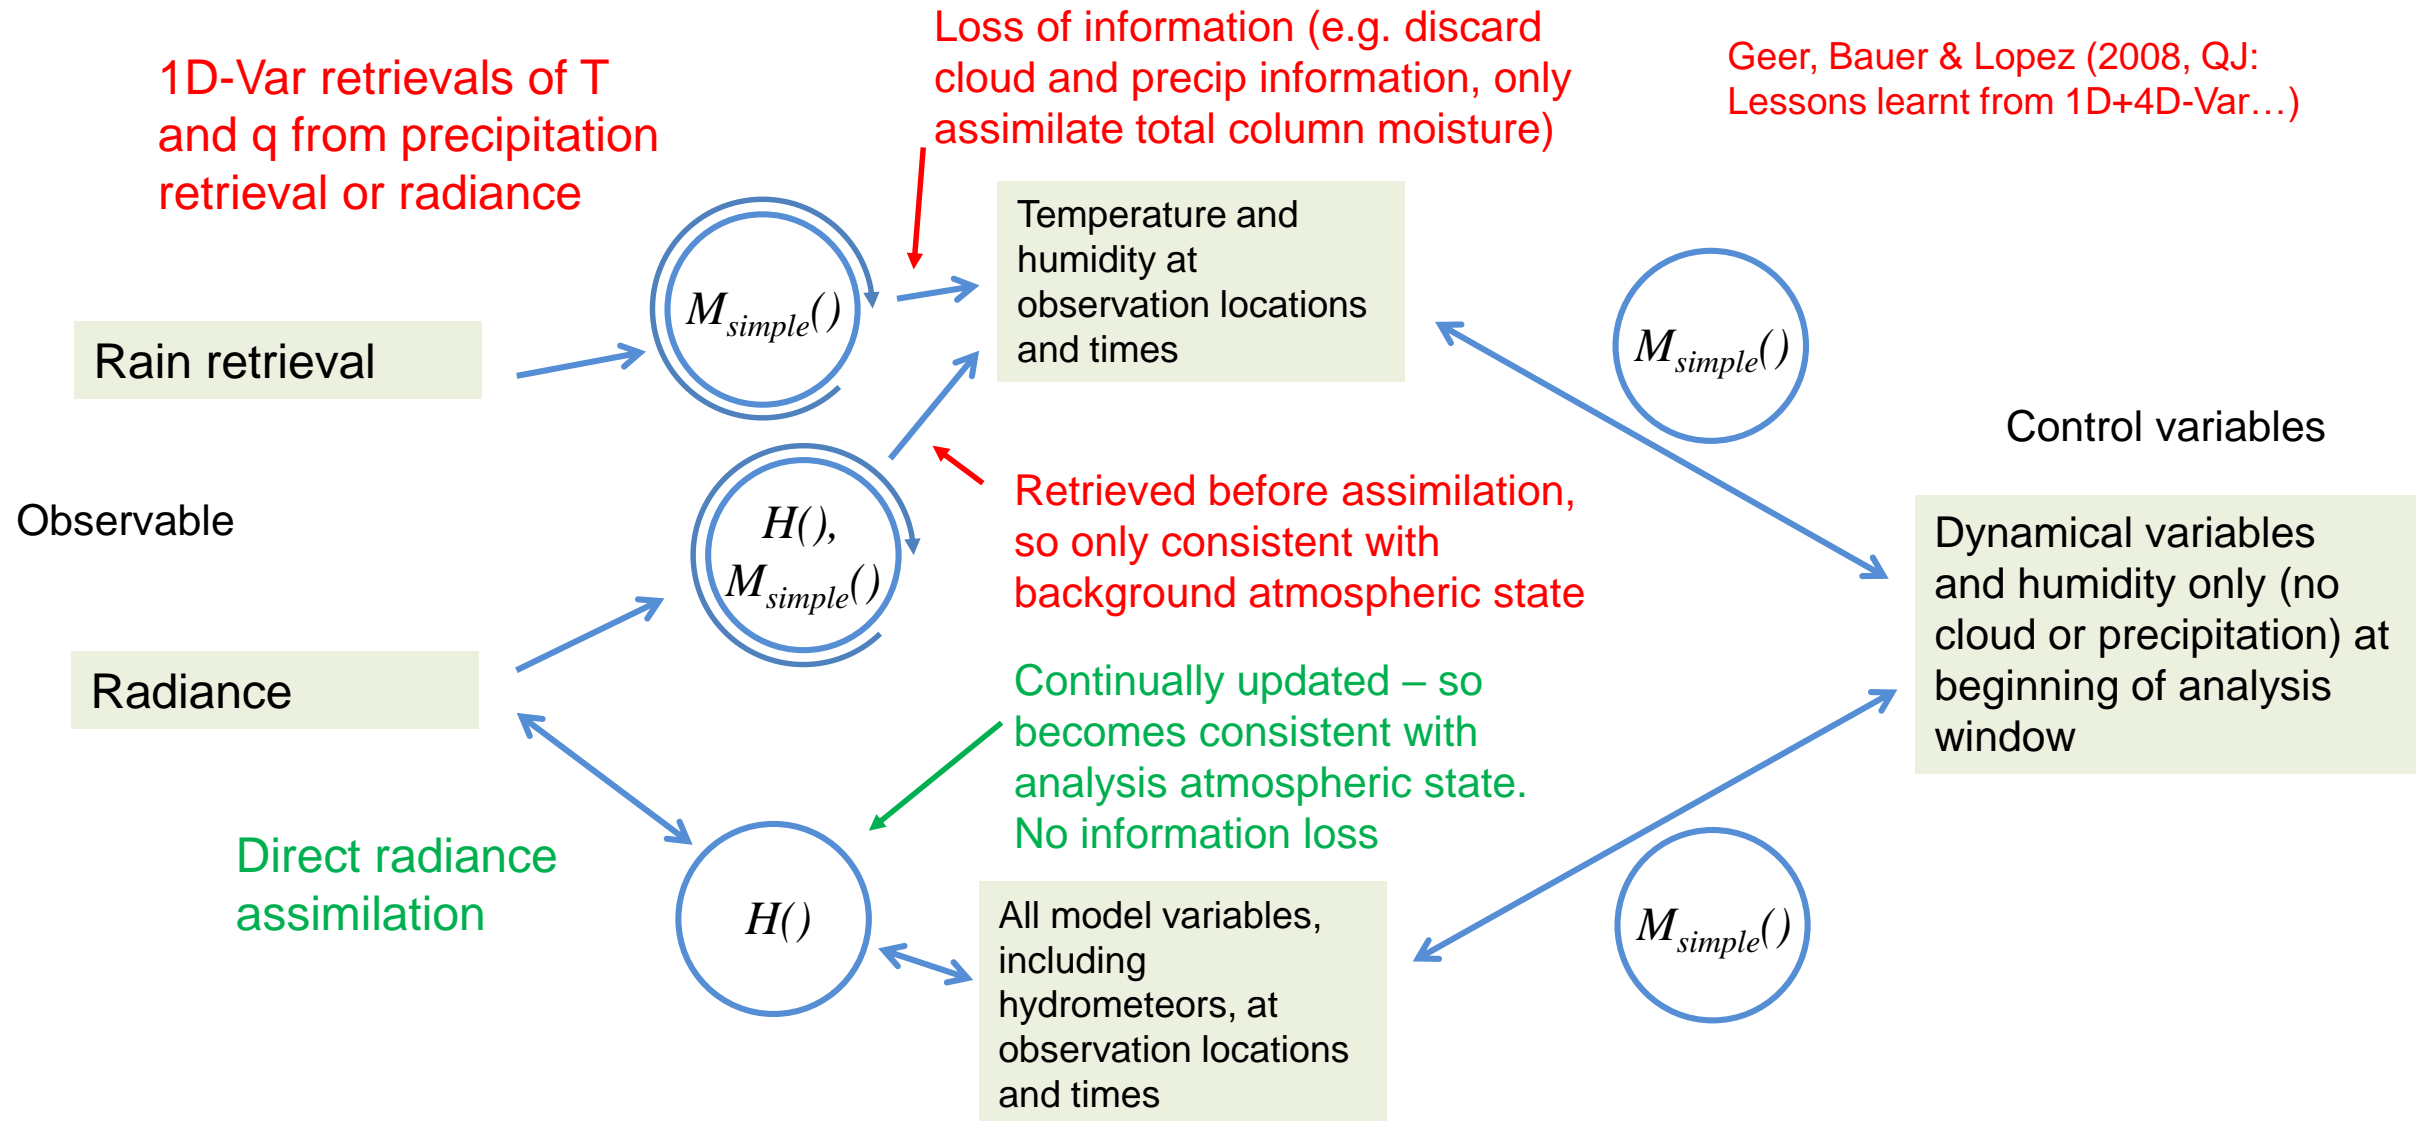 1D-Var retrievals of T
and q from precipitation
retrieval or radiance
Loss of information (e.g. discard
cloud and precip information, only
assimilate total column moisture)
Geer, Bauer & Lopez (2008, QJ:
Lessons learnt from 1D+4D-Var…)
Temperature and
humidity at
observation locations
and times
M_simple()
M_simple()
Rain retrieval
Control variables
Observable
H(),
M_simple()
Retrieved before assimilation,
so only consistent with
background atmospheric state
Dynamical variables
and humidity only (no
cloud or precipitation) at
beginning of analysis
window
Radiance
Continually updated – so
becomes consistent with
analysis atmospheric state.
No information loss
Direct radiance
assimilation
H()
All model variables,
including
hydrometeors, at
observation locations
and times
M_simple()